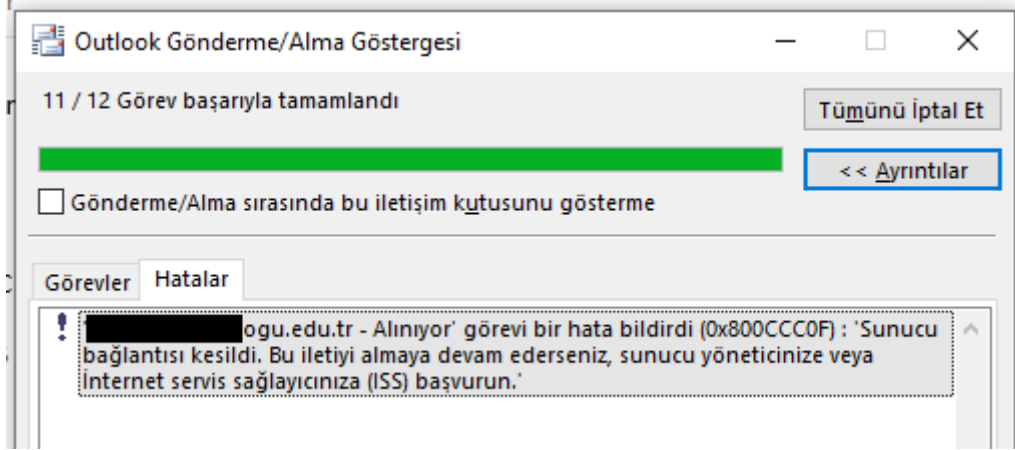 Outlook Gönderme/Alma Göstergesi
11 / 12 Görev başarıyla tamamlandı
Tümünü İptal Et
<< Ayrıntılar
Gönderme/Alma sırasında bu iletişim kutusunu gösterme
Görevler
Hatalar
ogu.edu.tr - Alınıyor' görevi bir hata bildirdi (0x800CCC0F) : 'Sunucu
bağlantısı kesildi. Bu iletiyi almaya devam ederseniz, sunucu yöneticinize veya
İnternet servis sağlayıcınıza (ISS) başvurun.'